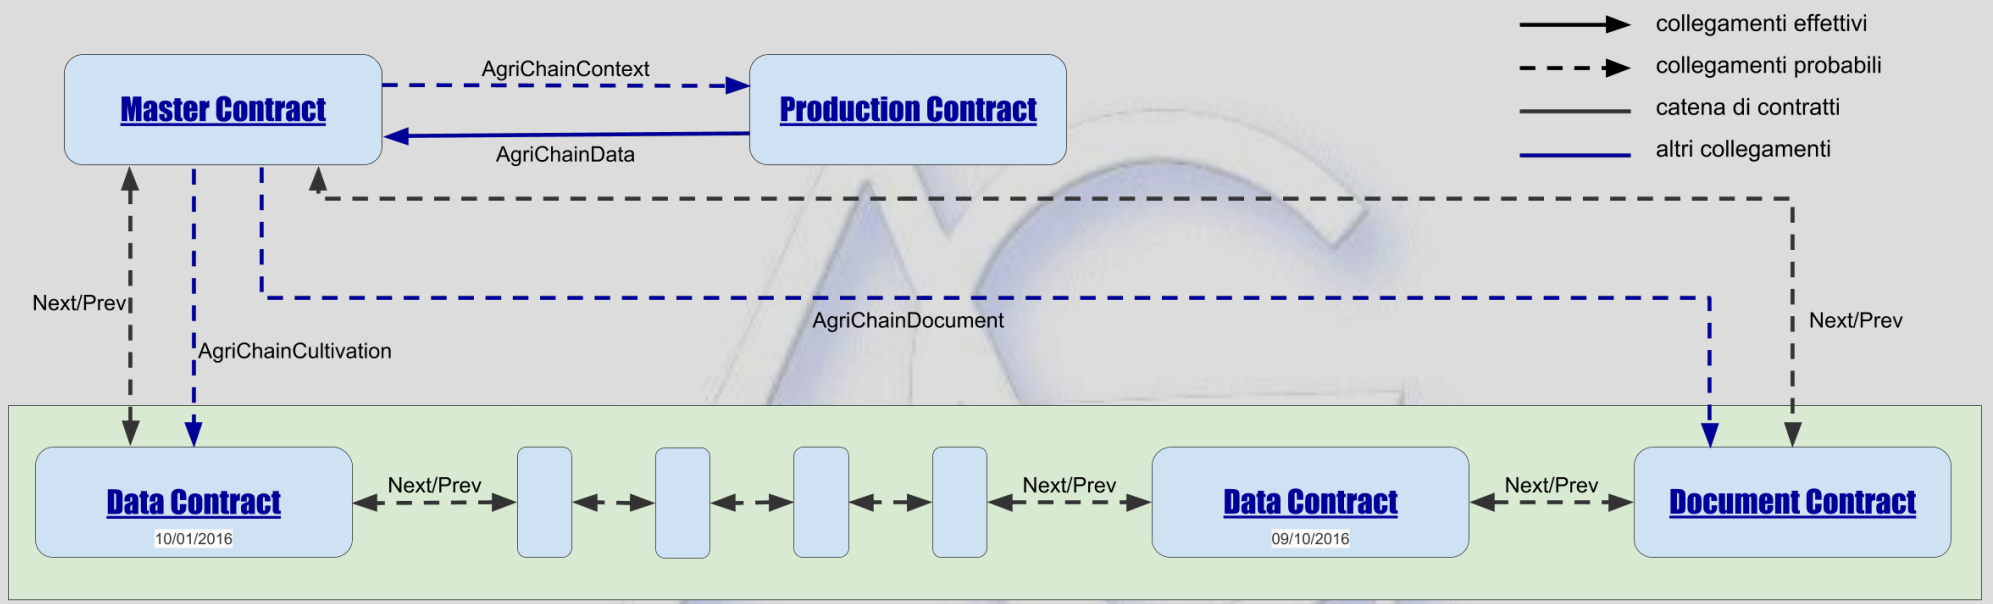 collegamenti effettivi
collegamenti probabili
catena di contratti
altri collegamenti
AgriChainContext
Master Contract
Production Contract
AgriChainData
Next/Prev
AgriChainCultivation
AgriChainDocument
Next/Prev
Data Contract
10/01/2016
Next/Prev
Next/Prev
Data Contract
09/10/2016
Next/Prev
Document Contract